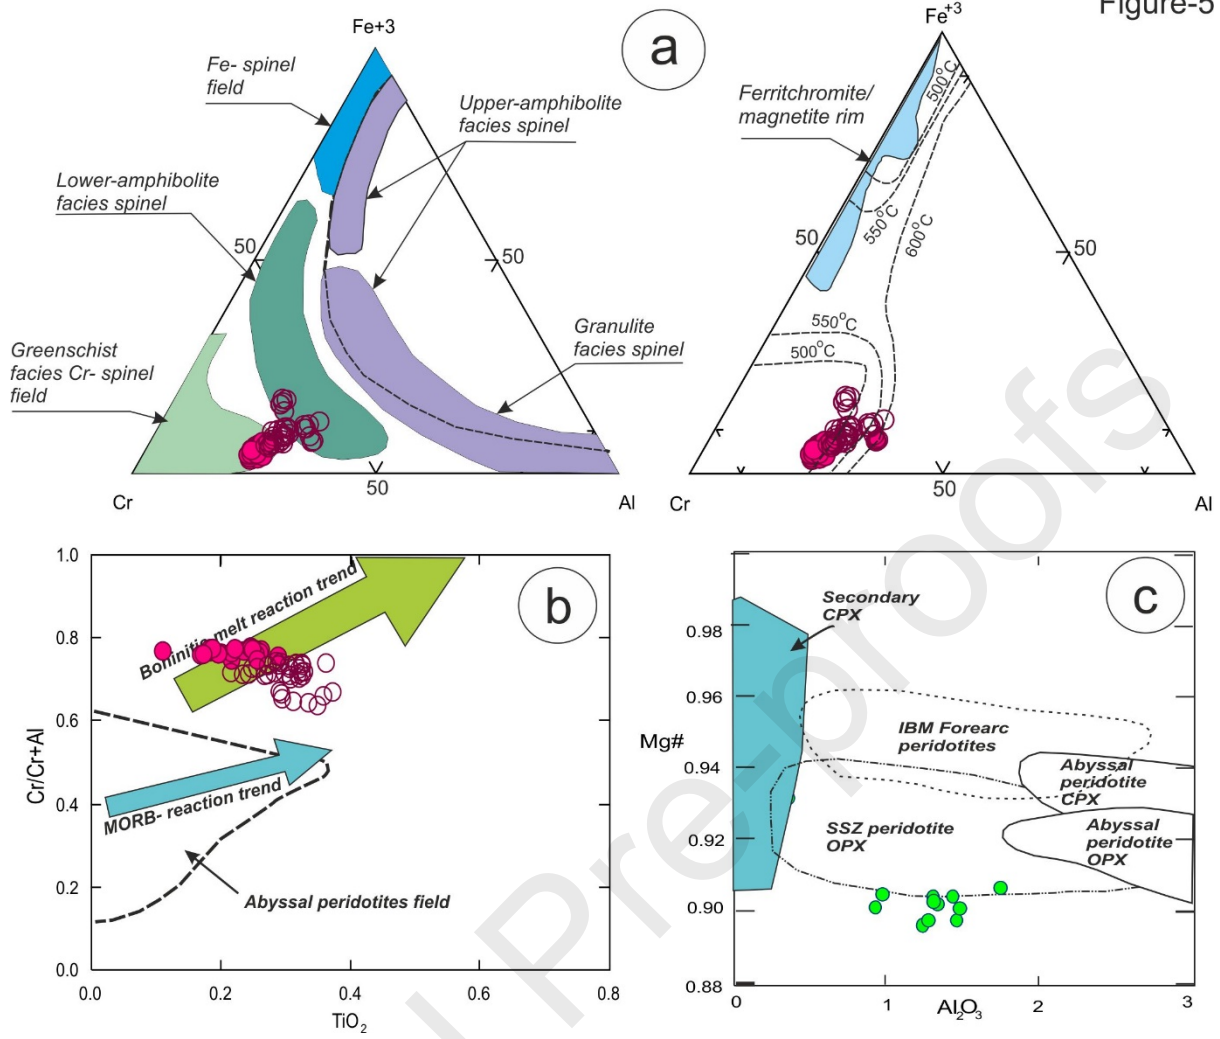 Figure-5
Fe+3
a
Fe- spinel
field
Upper-amphibolite
facies spinel
Lower-amphibolite
facies spinel
50
50
Granulite
facies spinel
Greenschist
facies Cr- spinel
field
Cr
50
Al
Fe+3
Ferritchromite/
magnetite rim
500°C
550°C
600°C
50
50
550°C
500°C
Cr
50
Al
b
Boninitic melt reaction trend
MORB- reaction trend
Abyssal peridotites field
Cr/Cr+Al
1.0
0.8
0.6
0.4
0.2
0.0
0.0
0.2
0.4
0.6
0.8
TiO2
c
Secondary
CPX
IBM Forearc
peridotites
Abyssal
peridotite
CPX
SSZ peridotite
OPX
Abyssal
peridotite
OPX
Mg#
0.98
0.96
0.94
0.92
0.90
0.88
0
1
2
3
Al2O3
Pre-proofs